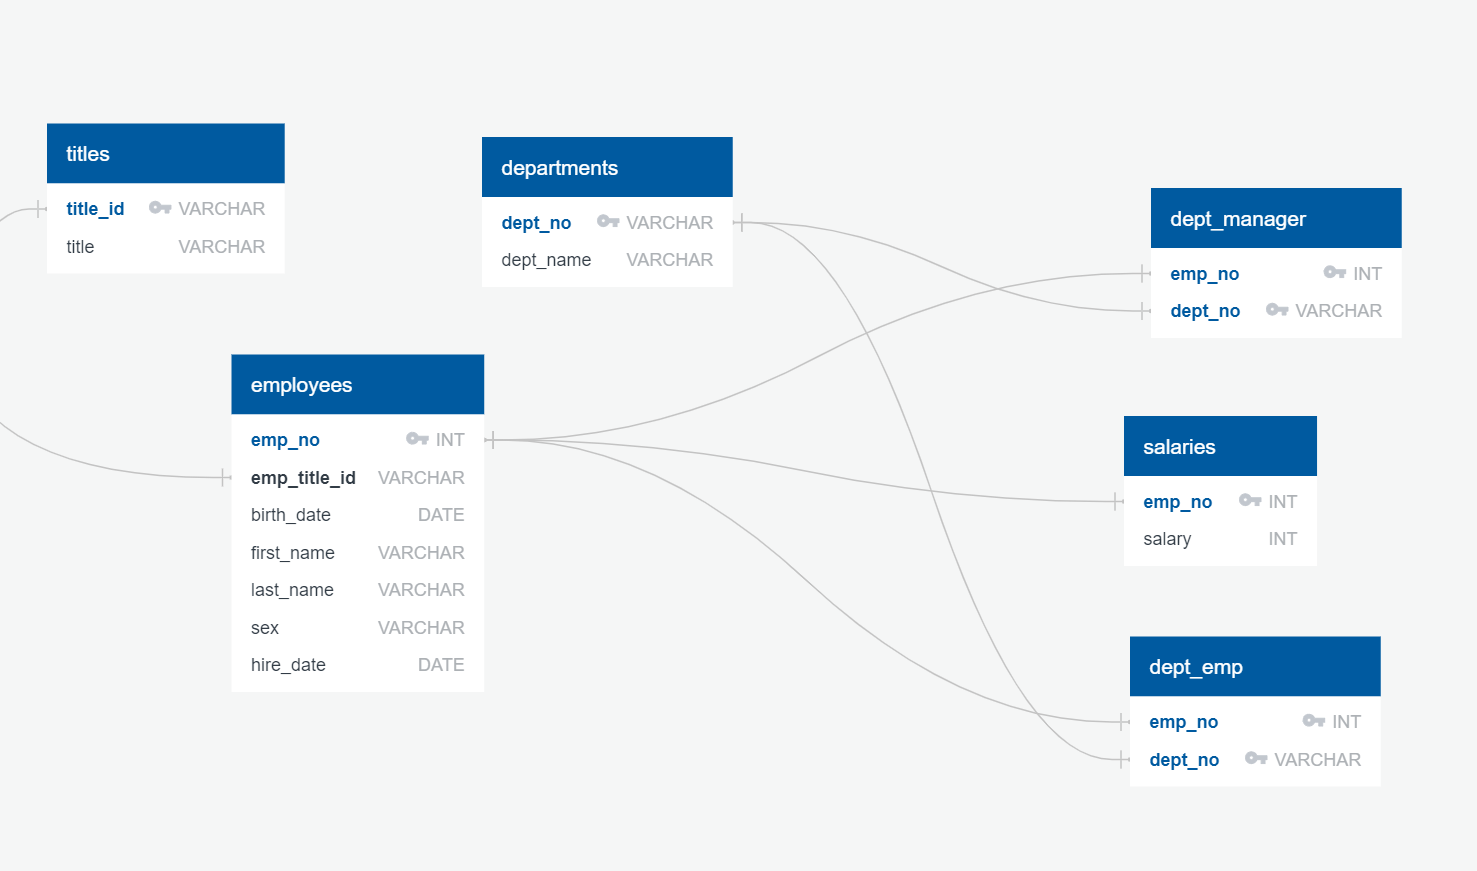 titles
title_id VARCHAR
title VARCHAR
departments
dept_no VARCHAR
dept_name VARCHAR
dept_manager
emp_no INT
dept_no VARCHAR
employees
emp_no INT
emp_title_id VARCHAR
birth_date DATE
first_name VARCHAR
last_name VARCHAR
sex VARCHAR
hire_date DATE
salaries
emp_no INT
salary INT
dept_emp
emp_no INT
dept_no VARCHAR